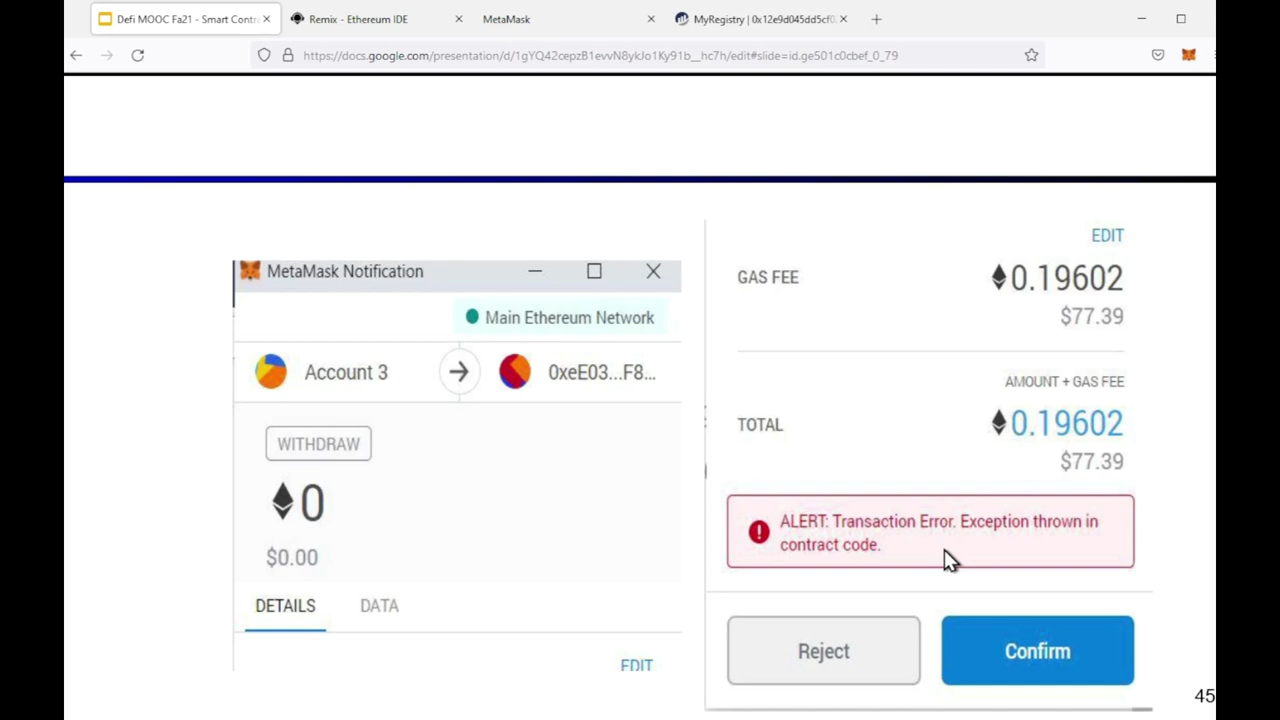 Defi MOOC Fa21 - Smart Contra
Remix - Ethereum IDE
MetaMask
MyRegistry | 0x12e9d045dd5cf0
https://docs.google.com/presentation/d/1gYQ42cepzB1evvN8ykJo1Ky91b__hc7h/edit#slide=id.ge501c0cbef_0_79
MetaMask Notification
Main Ethereum Network
Account 3
0xeE03...F8...
WITHDRAW
0
$0.00
DETAILS
DATA
EDIT
EDIT
GAS FEE
0.19602
$77.39
AMOUNT + GAS FEE
TOTAL
0.19602
$77.39
ALERT: Transaction Error. Exception thrown in
contract code.
Reject
Confirm
45